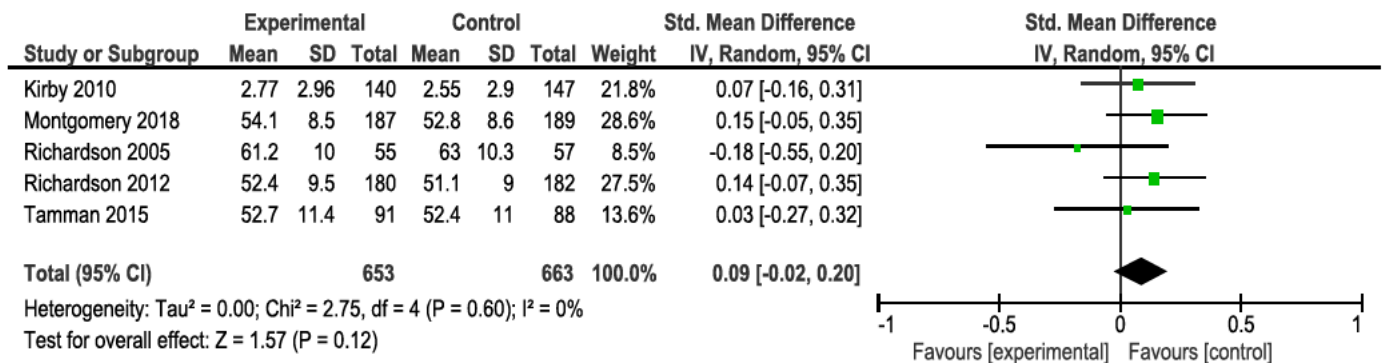 Experimental Control Std. Mean Difference Std. Mean Difference
Study or Subgroup Mean SD Total Mean SD Total Weight IV, Random, 95% CI IV, Random, 95% CI
Kirby 2010 2.77 2.96 140 2.55 2.9 147 21.8% 0.07 [-0.16, 0.31]
Montgomery 2018 54.1 8.5 187 52.8 8.6 189 28.6% 0.15 [-0.05, 0.35]
Richardson 2005 61.2 10 55 63 10.3 57 8.5% -0.18 [-0.55, 0.20]
Richardson 2012 52.4 9.5 180 51.1 9 182 27.5% 0.14 [-0.07, 0.35]
Tamman 2015 52.7 11.4 91 52.4 11 88 13.6% 0.03 [-0.27, 0.32]
Total (95% CI) 653 663 100.0% 0.09 [-0.02, 0.20]
Heterogeneity: Tau² = 0.00; Chi² = 2.75, df = 4 (P = 0.60); I² = 0%
Test for overall effect: Z = 1.57 (P = 0.12)
-1 -0.5 0 0.5 1
Favours [experimental] Favours [control]